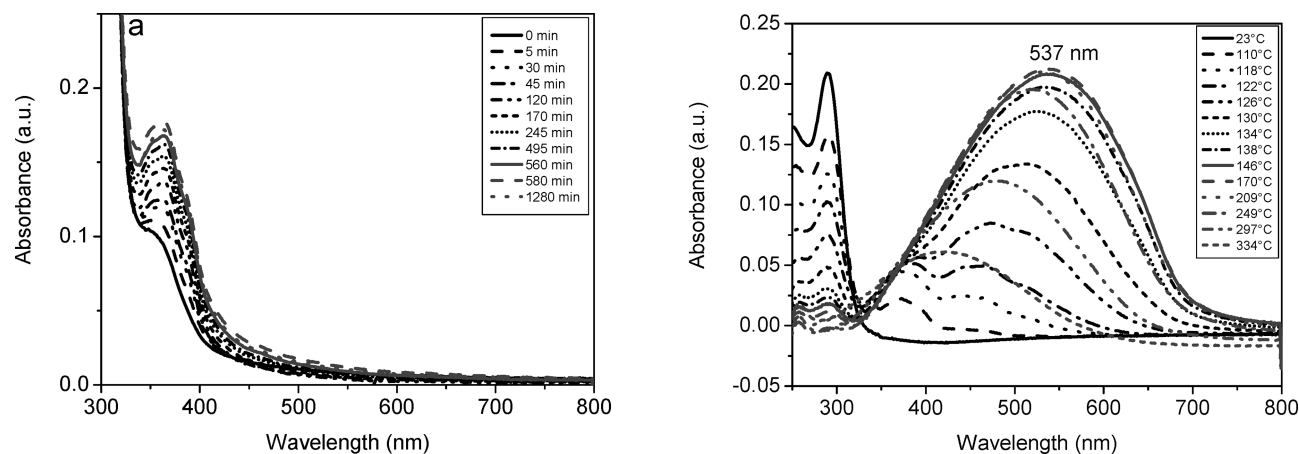 a
0 min
5 min
30 min
45 min
120 min
170 min
245 min
495 min
560 min
580 min
1280 min
0.2
0.1
0.0
Absorbance (a.u.)
300 400 500 600 700 800
Wavelength (nm)
537 nm
23°C
110°C
118°C
122°C
126°C
130°C
134°C
138°C
146°C
170°C
209°C
249°C
297°C
334°C
0.25
0.20
0.15
0.10
0.05
0.00
-0.05
Absorbance (a.u.)
300 400 500 600 700 800
Wavelength (nm)